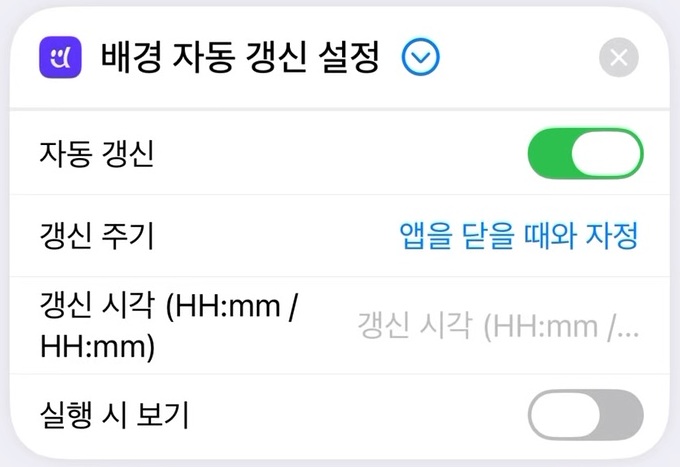 배경 자동 갱신 설정
자동 갱신
갱신 주기 앱을 닫을 때와 자정
갱신 시각 (HH:mm /
HH:mm)
갱신 시각 (HH:mm /...
실행 시 보기